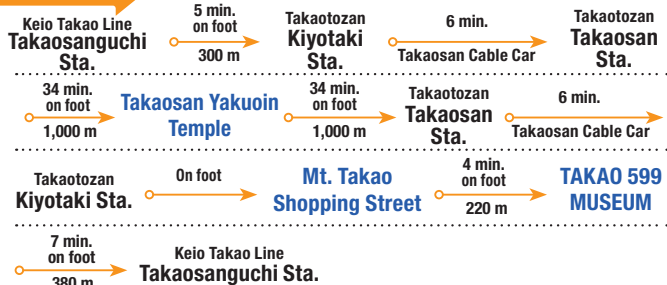 Keio Takao Line
Takaosanguchi
Sta.
5 min.
on foot
300 m
Takaotozan
Kiyotaki
Sta.
6 min.
Takaosan Cable Car
Takaotozan
Takaosan
Sta.
34 min.
on foot
1,000 m
Takaosan Yakuoin
Temple
34 min.
on foot
1,000 m
Takaotozan
Takaosan
Sta.
6 min.
Takaosan Cable Car
Takaotozan
Kiyotaki Sta.
On foot
Mt. Takao
Shopping Street
4 min.
on foot
220 m
TAKAO 599
MUSEUM
7 min.
on foot
380 m
Keio Takao Line
Takaosanguchi Sta.